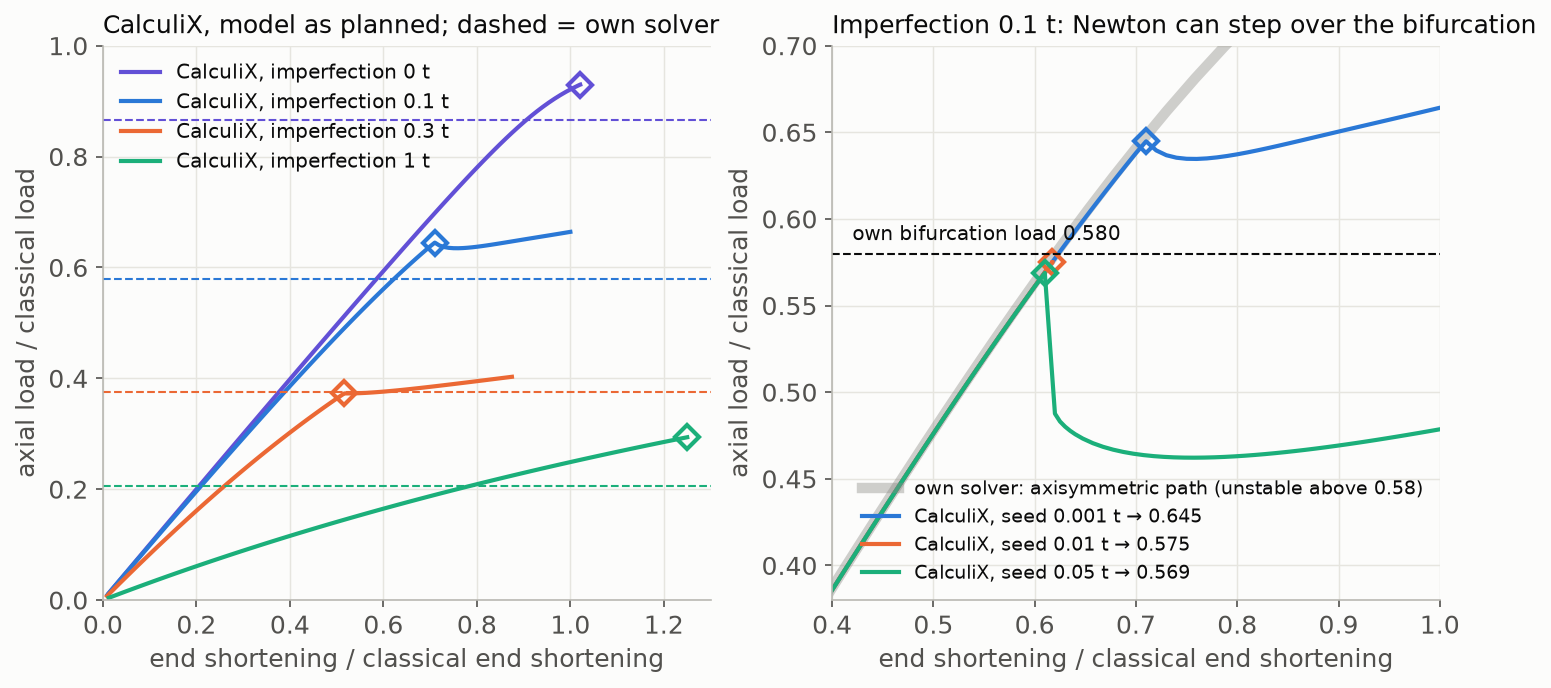 CalculiX, model as planned; dashed = own solver
axial load / classical load
1.0
0.8
0.6
0.4
0.2
0.0
CalculiX, imperfection 0 t
CalculiX, imperfection 0.1 t
CalculiX, imperfection 0.3 t
CalculiX, imperfection 1 t
0.0 0.2 0.4 0.6 0.8 1.0 1.2
end shortening / classical end shortening
Imperfection 0.1 t: Newton can step over the bifurcation
axial load / classical load
0.70
0.65
0.60
0.55
0.50
0.45
0.40
own bifurcation load 0.580
own solver: axisymmetric path (unstable above 0.58)
CalculiX, seed 0.001 t → 0.645
CalculiX, seed 0.01 t → 0.575
CalculiX, seed 0.05 t → 0.569
0.4 0.5 0.6 0.7 0.8 0.9 1.0
end shortening / classical end shortening